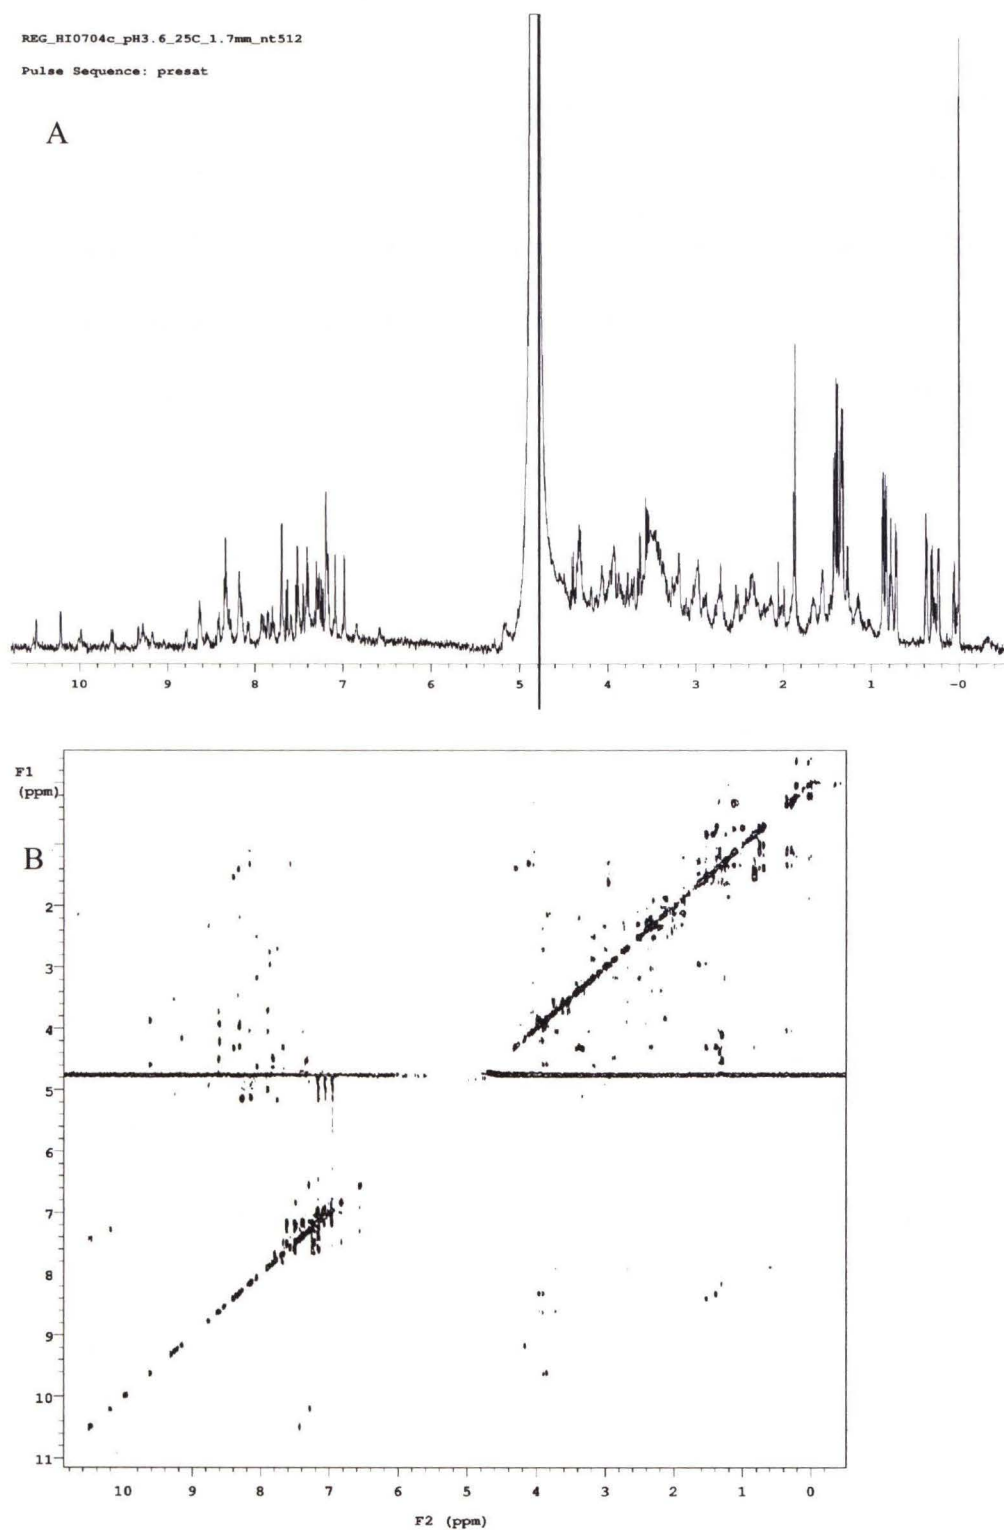 REG_HI0704c_pH3.6_25C_1.7mm_nt512
Pulse Sequence: presat
A
10 9 8 7 6 5 4 3 2 1 -0
F1
(ppm)
B
2
3
4
5
6
7
8
9
10
11
10 9 8 7 6 5 4 3 2 1 0
F2 (ppm)